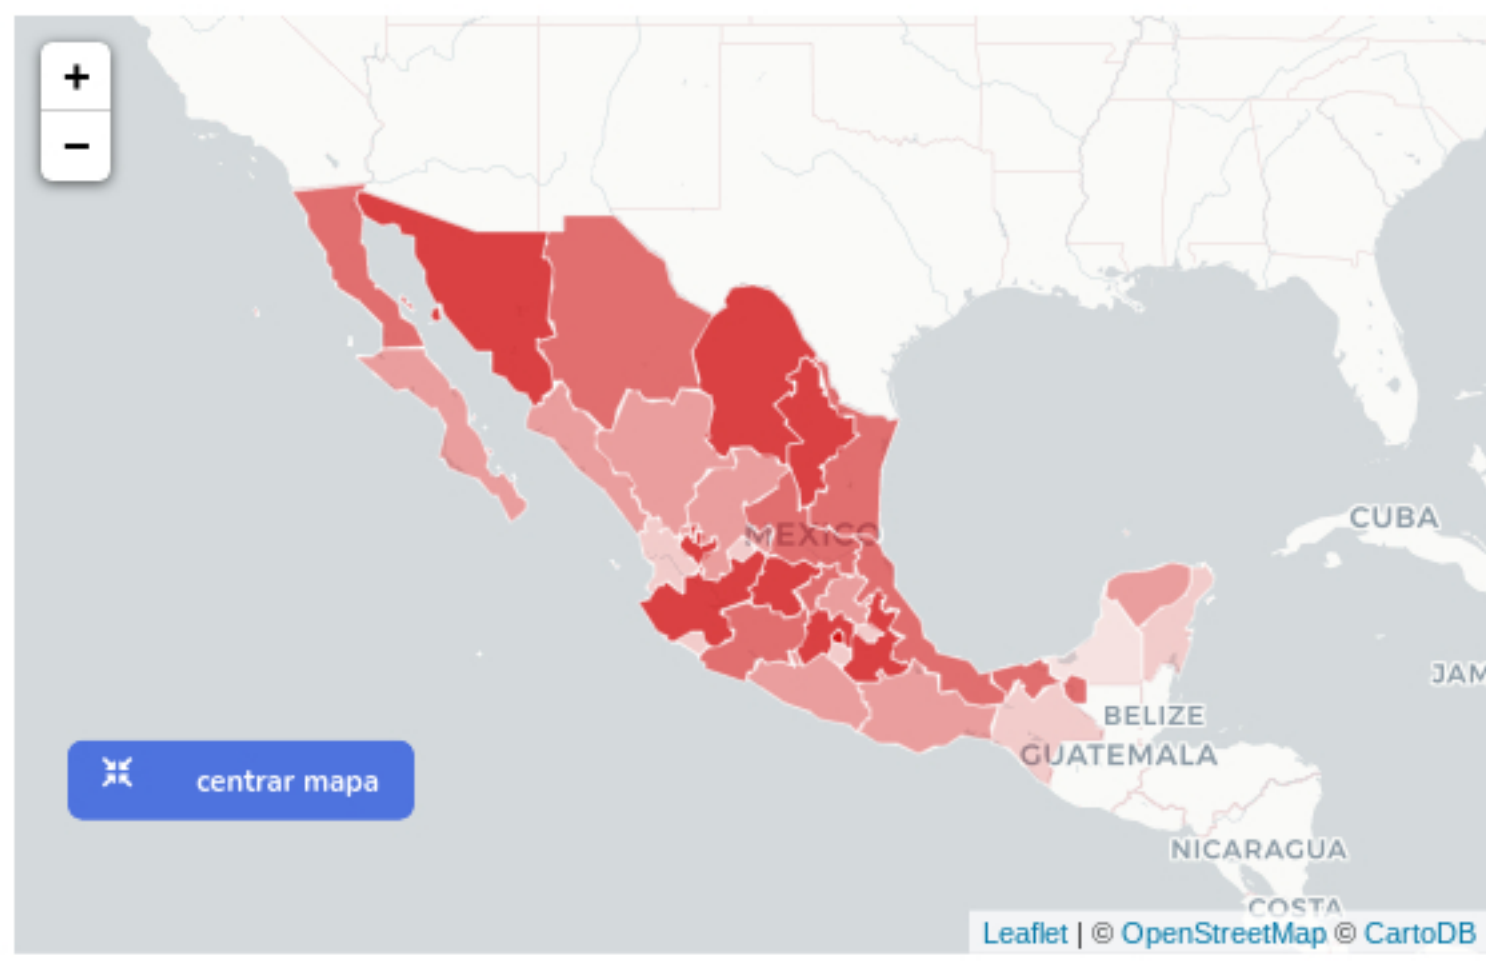 +
−
MEXICO
CUBA
JAM
BELIZE
GUATEMALA
centrar mapa
NICARAGUA
COSTA
Leaflet | © OpenStreetMap © CartoDB